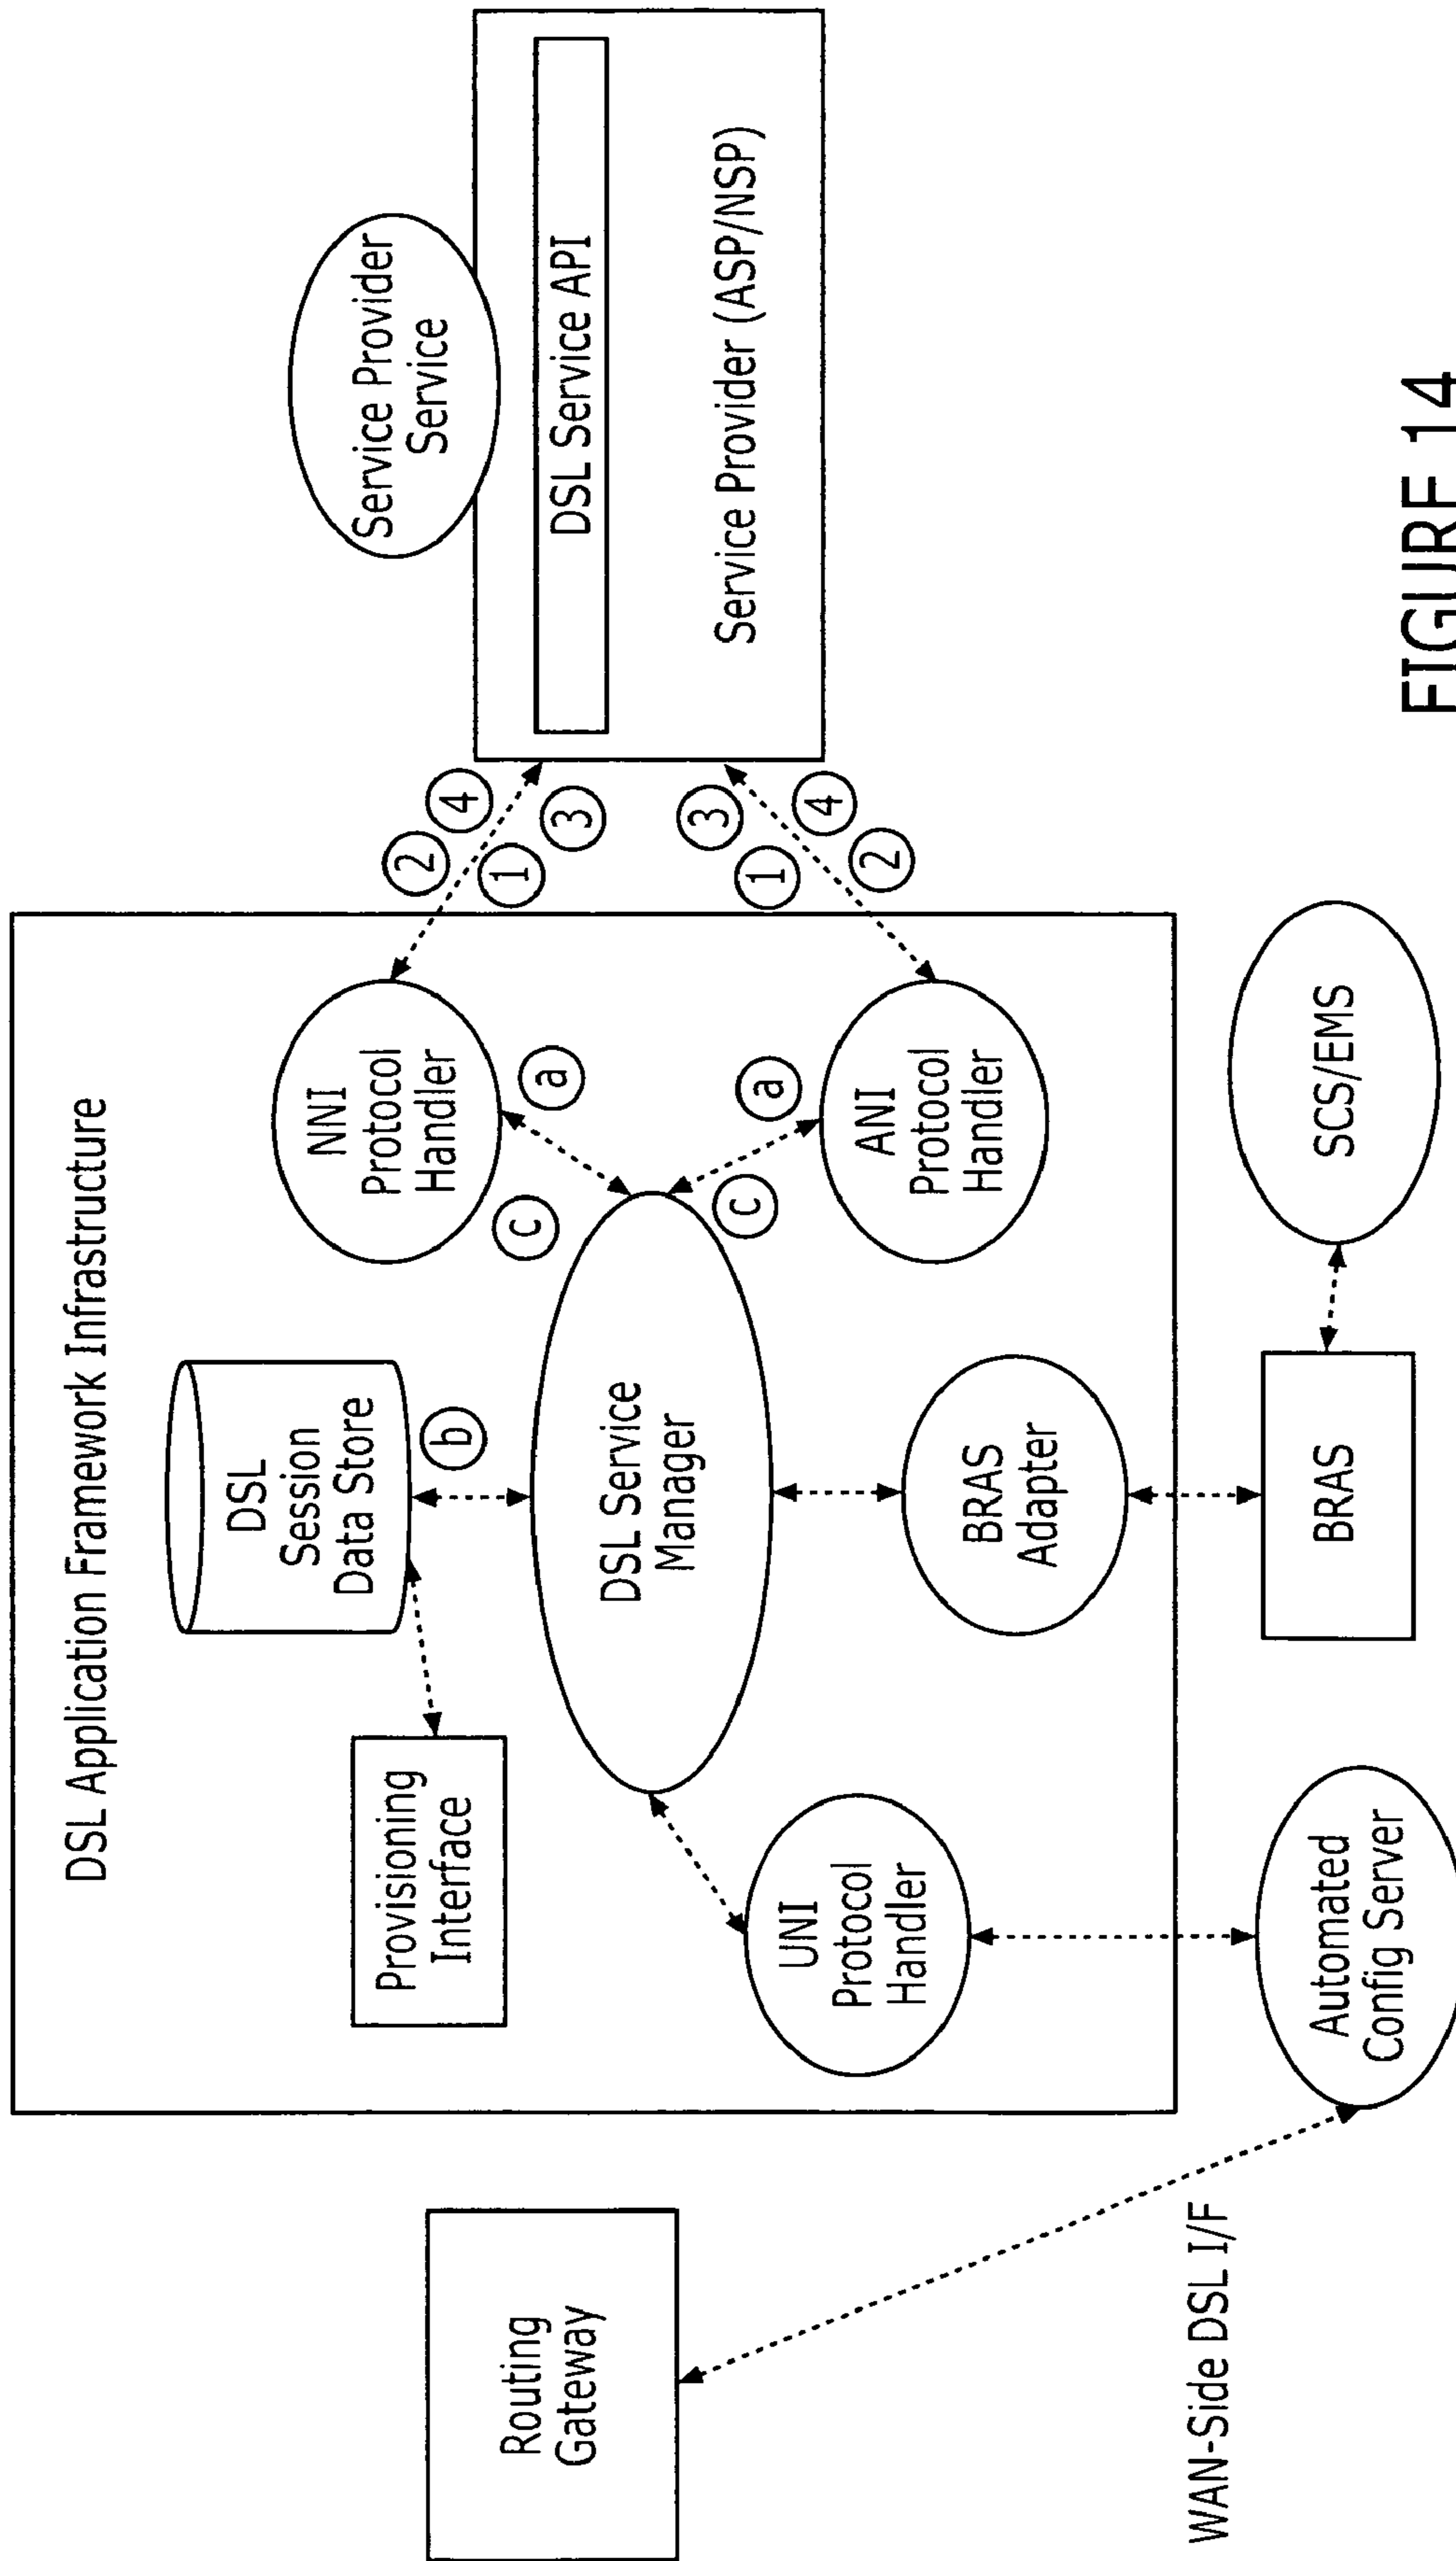 DSL Application Framework Infrastructure
Routing
Gateway
WAN-Side DSL I/F
Provisioning
Interface
DSL
Session
Data Store
b
DSL Service
Manager
UNI
Protocol
Handler
BRAS
Adapter
NNI
Protocol
Handler
c
a
c
a
ANI
Protocol
Handler
2
4
1
3
3
1
4
2
Service Provider
Service
DSL Service API
Service Provider (ASP/NSP)
Automated
Config Server
BRAS
SCS/EMS
FIGURE 14